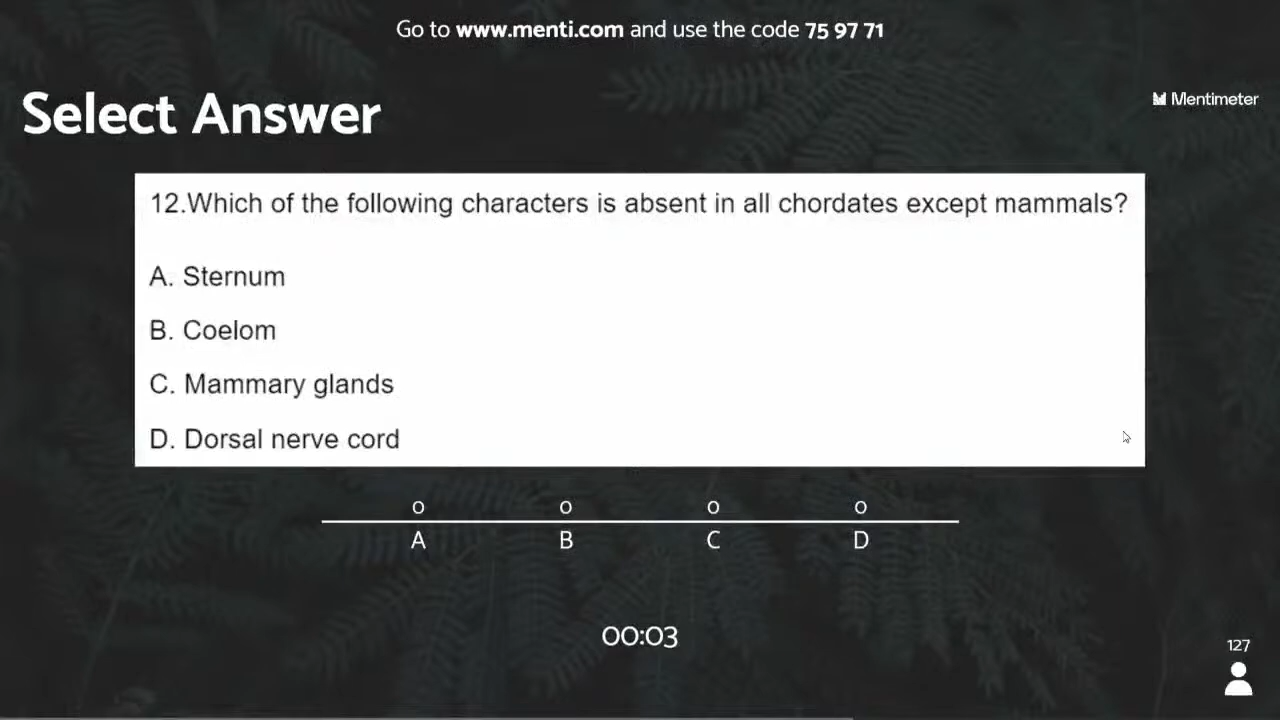 Go to www.menti.com and use the code 75 97 71
Select Answer
Mentimeter
12.Which of the following characters is absent in all chordates except mammals?
A. Sternum
B. Coelom
C. Mammary glands
D. Dorsal nerve cord
0 0 0 0
A B C D
00:03
127